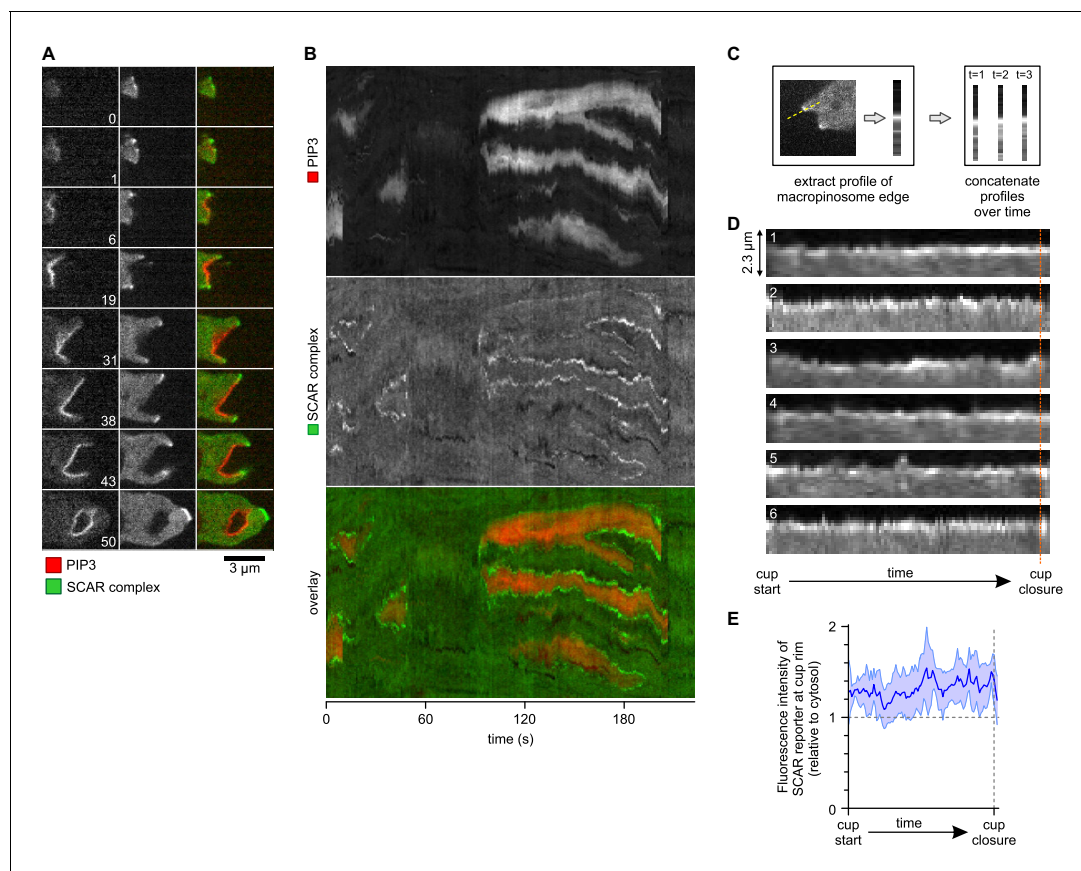 A
0
1
6
19
31
38
43
50
PIP3
SCAR complex
3 µm
B
PIP3
SCAR complex
overlay
0
60
120
180
time (s)
C
extract profile of
macropinosome edge
t=1 t=2 t=3
concatenate
profiles
over time
D
2.3 µm
1
2
3
4
5
6
cup
start
time
cup
closure
E
Fluorescence intensity of
SCAR reporter at cup rim
(relative to cytosol)
2
1
0
cup
start
time
cup
closure